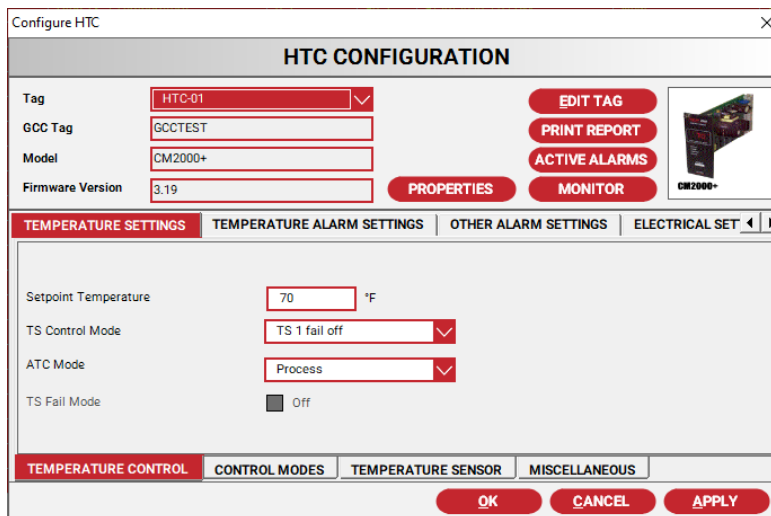 Configure HTC
HTC CONFIGURATION
Tag HTC-01 EDIT TAG
GCC Tag GCCTEST PRINT REPORT
Model CM2000+ ACTIVE ALARMS
Firmware Version 3.19 PROPERTIES MONITOR CM2000+
TEMPERATURE SETTINGS TEMPERATURE ALARM SETTINGS OTHER ALARM SETTINGS ELECTRICAL SET
Setpoint Temperature 70 °F
TS Control Mode TS 1 fail off
ATC Mode Process
TS Fail Mode Off
TEMPERATURE CONTROL CONTROL MODES TEMPERATURE SENSOR MISCELLANEOUS
OK CANCEL APPLY